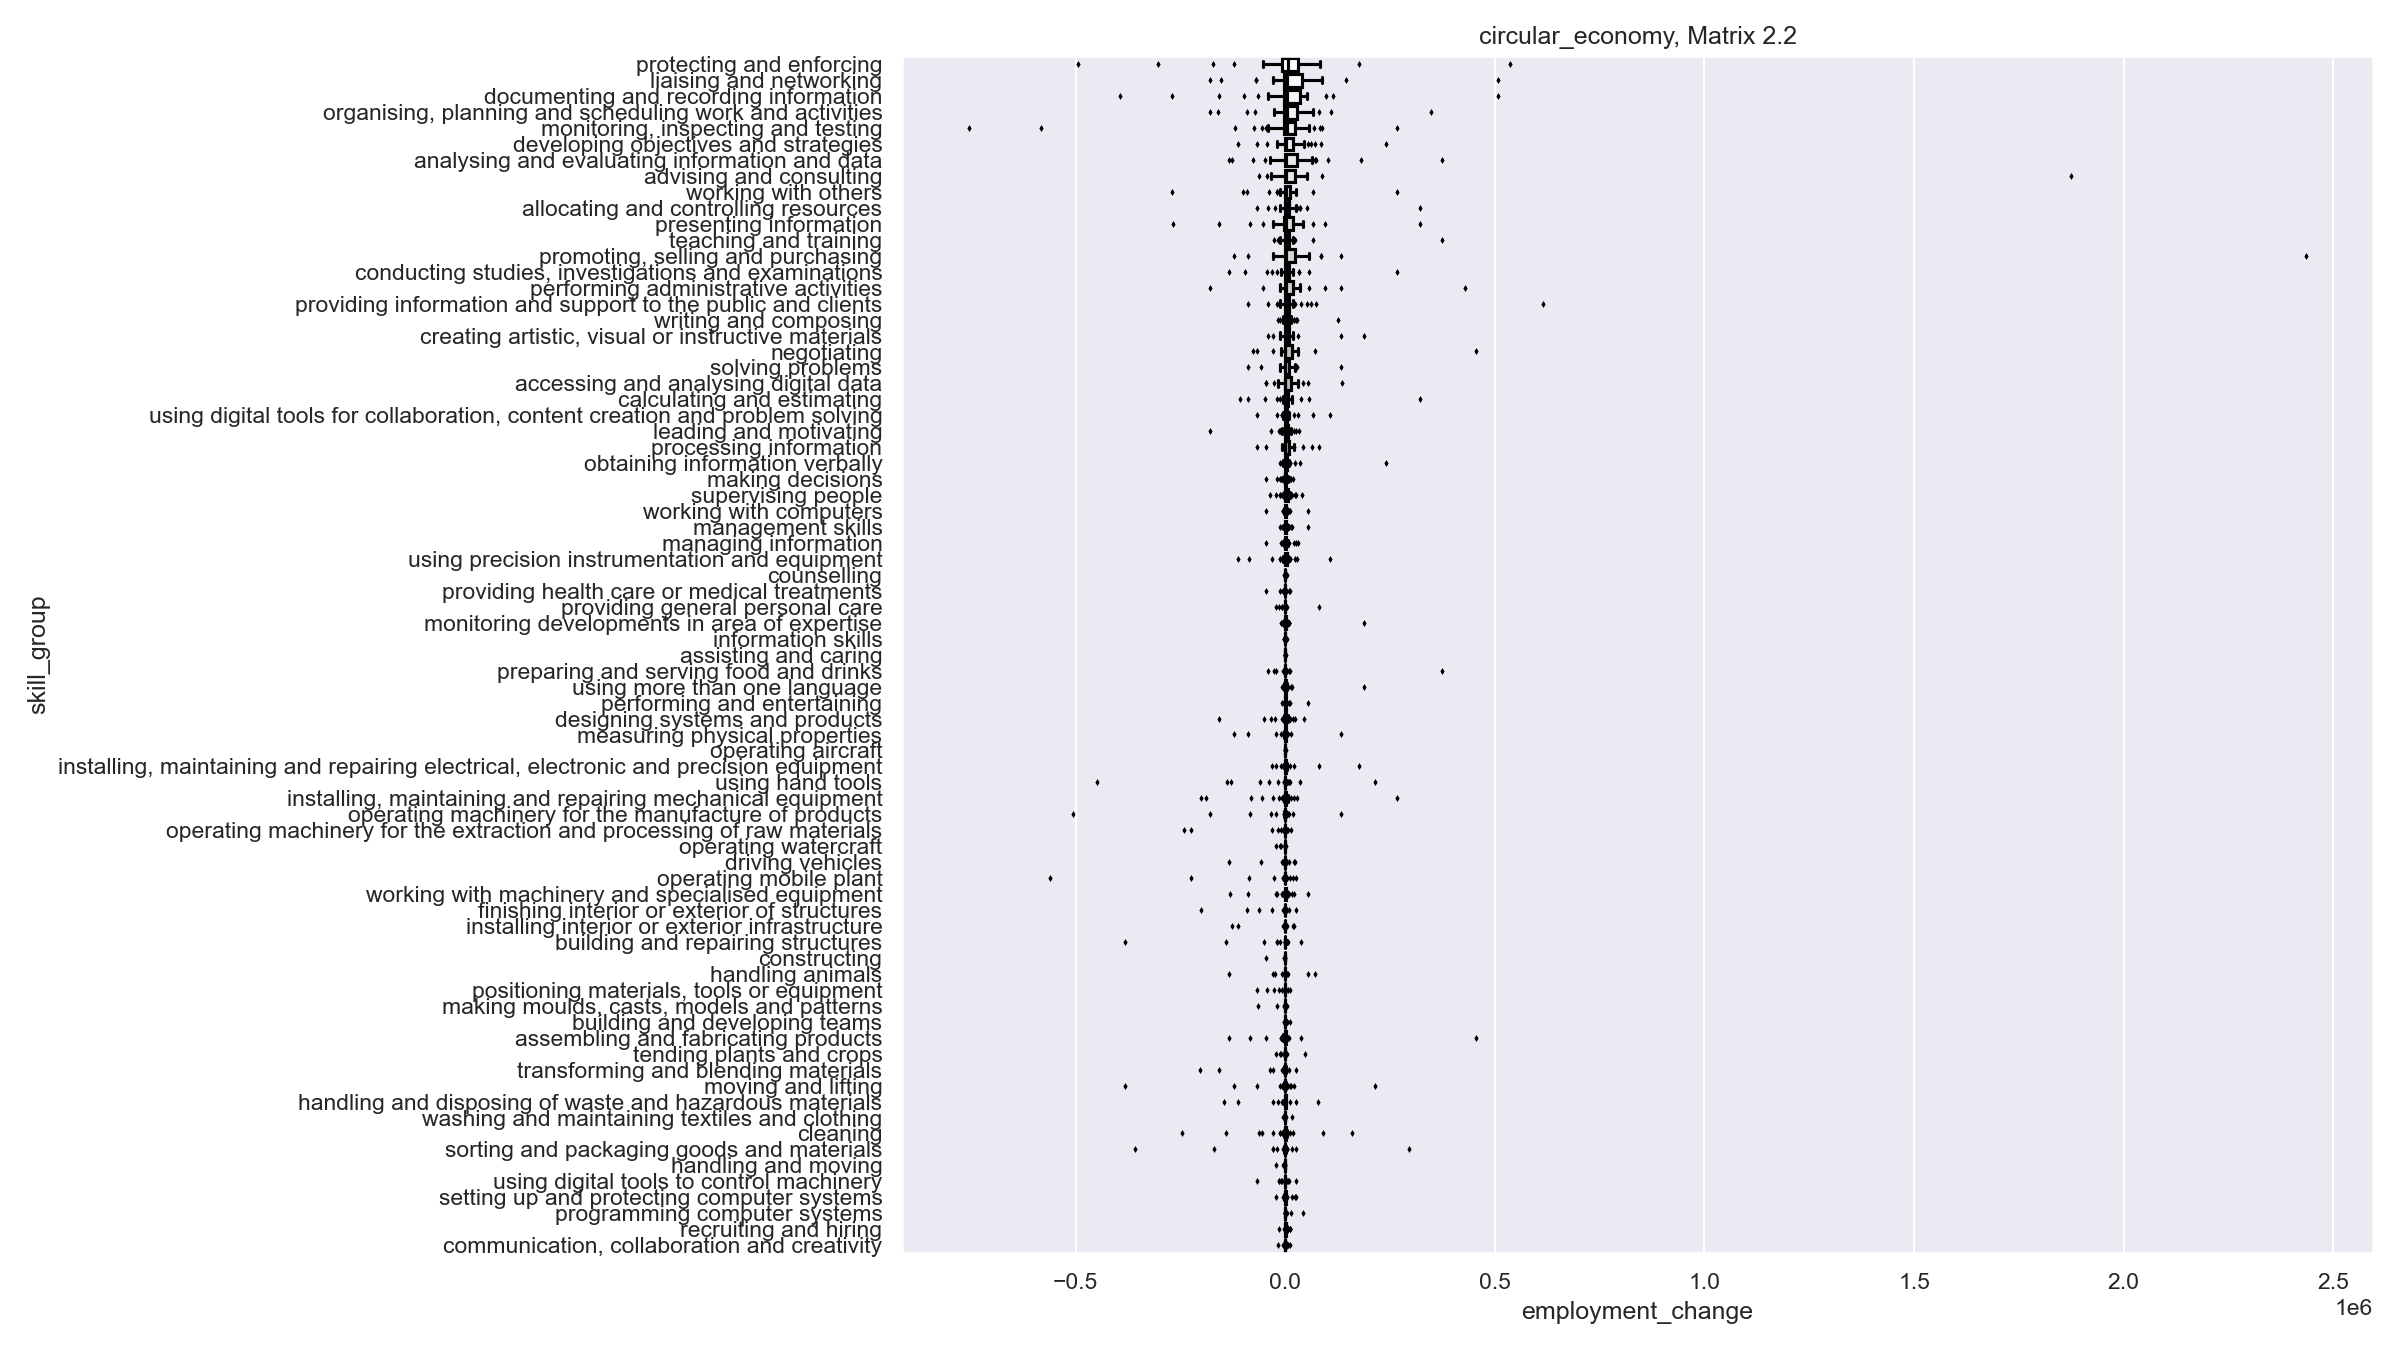 circular_economy, Matrix 2.2
protecting and enforcing
liaising and networking
documenting and recording information
organising, planning and scheduling work and activities
monitoring, inspecting and testing
developing objectives and strategies
analysing and evaluating information and data
advising and consulting
working with others
allocating and controlling resources
presenting information
teaching and training
promoting, selling and purchasing
conducting studies, investigations and examinations
performing administrative activities
providing information and support to the public and clients
writing and composing
creating artistic, visual or instructive materials
negotiating
solving problems
accessing and analysing digital data
calculating and estimating
using digital tools for collaboration, content creation and problem solving
leading and motivating
processing information
obtaining information verbally
making decisions
supervising people
working with computers
management skills
managing information
using precision instrumentation and equipment
counselling
providing health care or medical treatments
providing general personal care
monitoring developments in area of expertise
information skills
assisting and caring
preparing and serving food and drinks
using more than one language
performing and entertaining
designing systems and products
measuring physical properties
operating aircraft
installing, maintaining and repairing electrical, electronic and precision equipment
using hand tools
installing, maintaining and repairing mechanical equipment
operating machinery for the manufacture of products
operating machinery for the extraction and processing of raw materials
operating watercraft
driving vehicles
operating mobile plant
working with machinery and specialised equipment
finishing interior or exterior of structures
installing interior or exterior infrastructure
building and repairing structures
constructing
handling animals
positioning materials, tools or equipment
making moulds, casts, models and patterns
building and developing teams
assembling and fabricating products
tending plants and crops
transforming and blending materials
moving and lifting
handling and disposing of waste and hazardous materials
washing and maintaining textiles and clothing
cleaning
sorting and packaging goods and materials
handling and moving
using digital tools to control machinery
setting up and protecting computer systems
programming computer systems
recruiting and hiring
communication, collaboration and creativity
skill_group
−0.5 0.0 0.5 1.0 1.5 2.0 2.5
1e6
employment_change